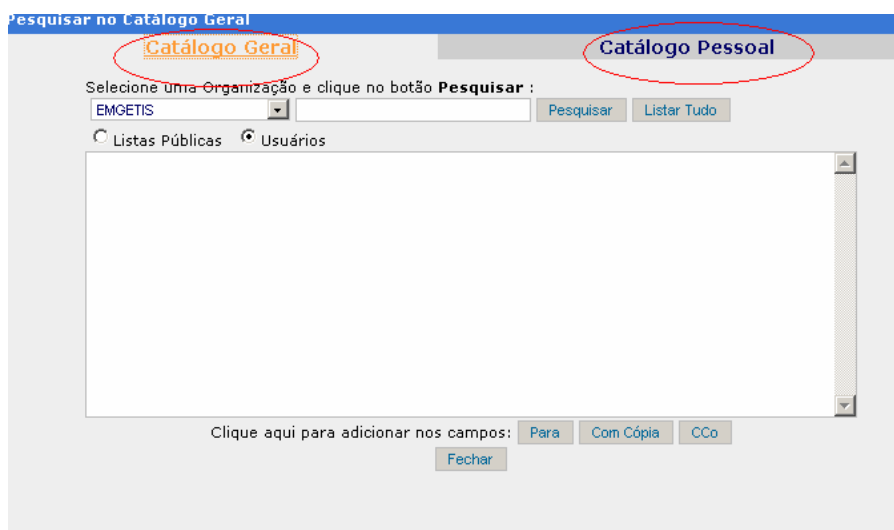 Pesquisar no Catálogo Geral
Catálogo Geral Catálogo Pessoal
Selecione uma Organização e clique no botão Pesquisar :
EMGETIS Pesquisar Listar Tudo
Listas Públicas Usuários
Clique aqui para adicionar nos campos: Para Com Cópia CCo
Fechar